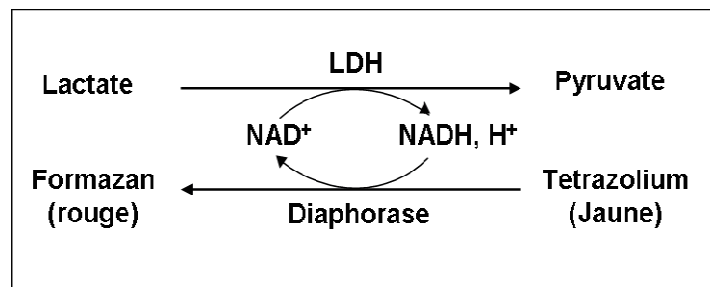 LDH
Lactate Pyruvate
NAD⁺ NADH, H⁺
Formazan Tetrazolium
(rouge) (Jaune)
Diaphorase